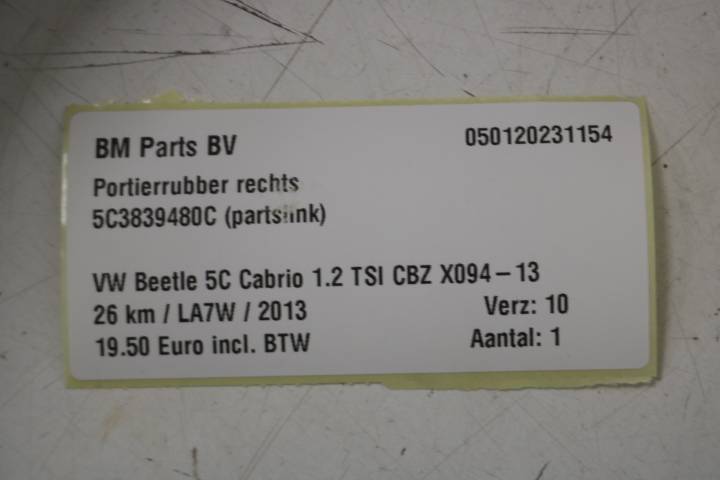 BM Parts BV 050120231154
Portierrubber rechts
5C3839480C (partslink)
VW Beetle 5C Cabrio 1.2 TSI CBZ X094 – 13
26 km / LA7W / 2013 Verz: 10
19.50 Euro incl. BTW Aantal: 1